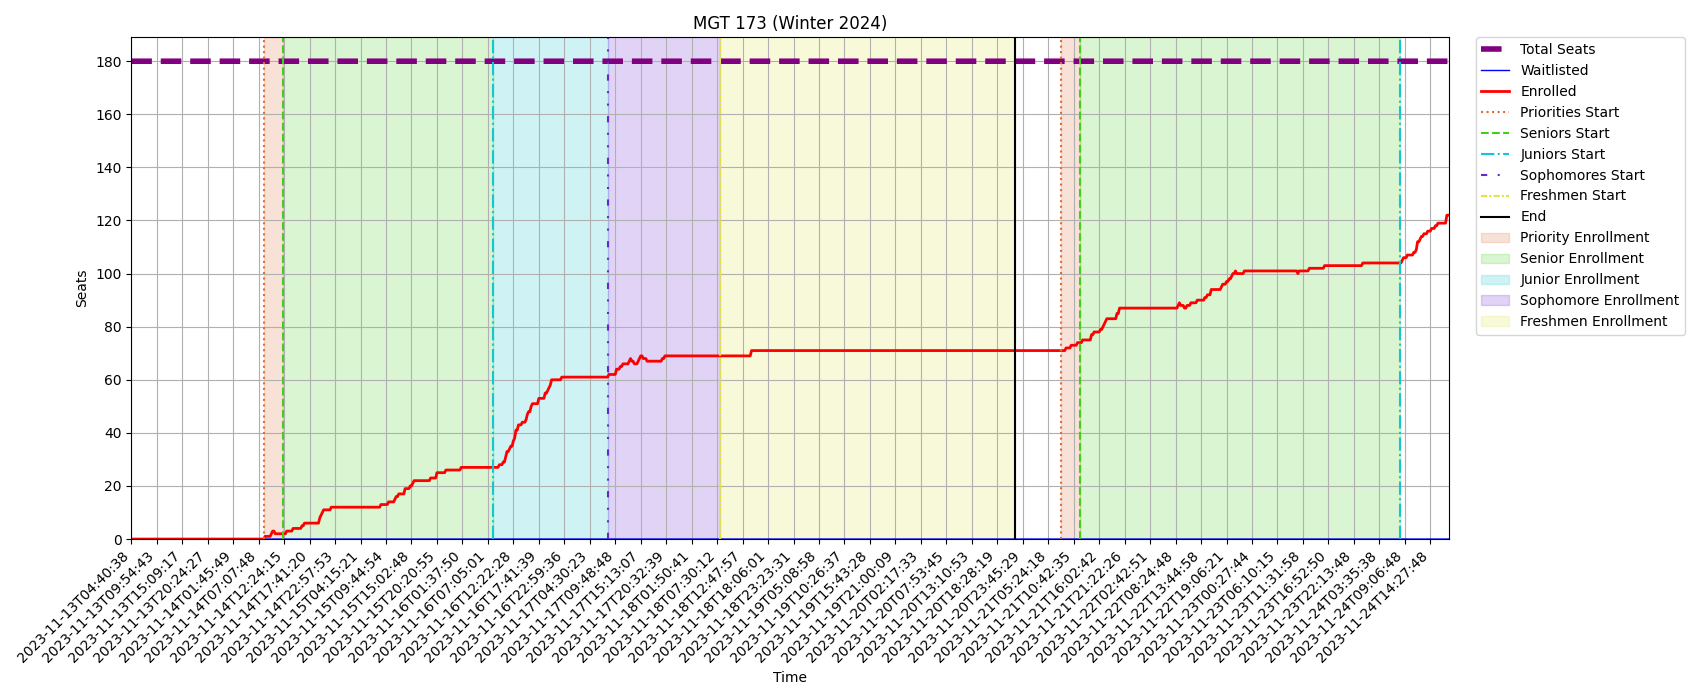 MGT 173 (Winter 2024)
Seats
180
160
140
120
100
80
60
40
20
0
2023-11-13T04:40:38
2023-11-13T09:54:43
2023-11-13T15:09:17
2023-11-13T20:24:27
2023-11-14T01:45:49
2023-11-14T07:07:48
2023-11-14T12:24:15
2023-11-14T17:41:20
2023-11-14T22:57:53
2023-11-15T04:15:21
2023-11-15T09:44:54
2023-11-15T15:02:48
2023-11-15T20:20:55
2023-11-16T01:37:50
2023-11-16T07:05:01
2023-11-16T12:22:28
2023-11-16T17:41:39
2023-11-16T22:59:36
2023-11-17T04:30:23
2023-11-17T09:48:48
2023-11-17T15:13:07
2023-11-17T20:32:39
2023-11-18T01:50:41
2023-11-18T07:30:12
2023-11-18T12:47:57
2023-11-18T18:06:01
2023-11-18T23:23:31
2023-11-19T05:08:58
2023-11-19T10:26:37
2023-11-19T15:43:28
2023-11-19T21:00:09
2023-11-20T02:17:33
2023-11-20T07:53:45
2023-11-20T13:10:53
2023-11-20T18:28:19
2023-11-20T23:45:29
2023-11-21T05:24:18
2023-11-21T10:42:35
2023-11-21T16:02:42
2023-11-21T21:22:26
2023-11-22T02:42:51
2023-11-22T08:24:48
2023-11-22T13:44:58
2023-11-22T19:06:21
2023-11-23T00:27:44
2023-11-23T06:10:15
2023-11-23T11:31:58
2023-11-23T16:52:50
2023-11-23T22:13:48
2023-11-24T03:35:38
2023-11-24T09:06:48
2023-11-24T14:27:48
Time
Total Seats
Waitlisted
Enrolled
Priorities Start
Seniors Start
Juniors Start
Sophomores Start
Freshmen Start
End
Priority Enrollment
Senior Enrollment
Junior Enrollment
Sophomore Enrollment
Freshmen Enrollment